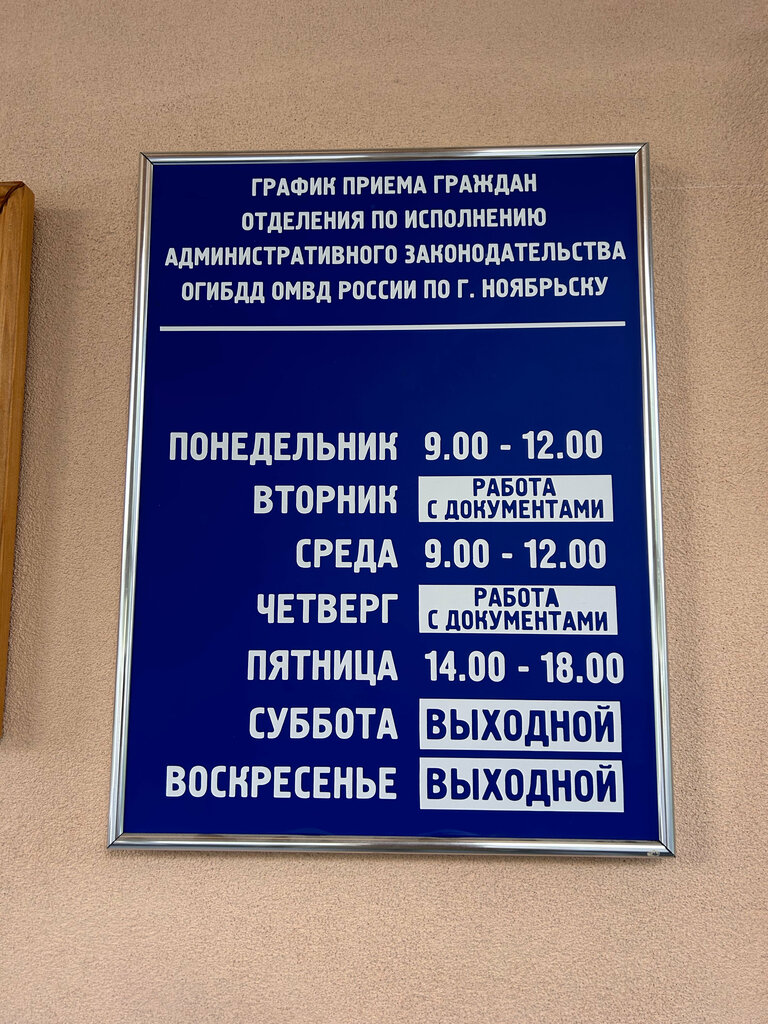 ГРАФИК ПРИЕМА ГРАЖДАН
ОТДЕЛЕНИЯ ПО ИСПОЛНЕНИЮ
АДМИНИСТРАТИВНОГО ЗАКОНОДАТЕЛЬСТВА
ОГИБДД ОМВД РОССИИ ПО Г. НОЯБРЬСКУ
ПОНЕДЕЛЬНИК 9.00 - 12.00
ВТОРНИК РАБОТА
С ДОКУМЕНТАМИ
СРЕДА 9.00 - 12.00
ЧЕТВЕРГ РАБОТА
С ДОКУМЕНТАМИ
ПЯТНИЦА 14.00 - 18.00
СУББОТА ВЫХОДНОЙ
ВОСКРЕСЕНЬЕ ВЫХОДНОЙ